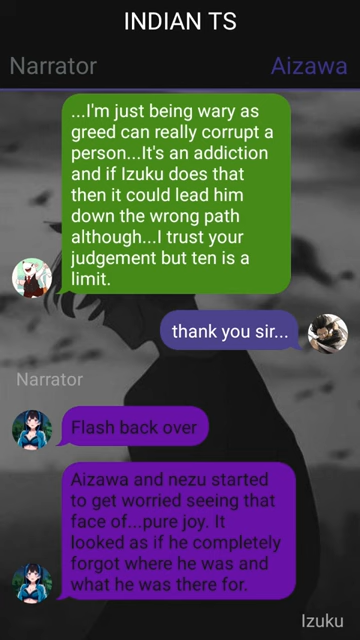 INDIAN TS
Narrator
Aizawa
...I'm just being wary as
greed can really corrupt a
person...It's an addiction
and if Izuku does that
then it could lead him
down the wrong path
although...I trust your
judgement but ten is a
limit.
thank you sir...
Narrator
Flash back over
Aizawa and nezu started
to get worried seeing that
face of...pure joy. It
looked as if he completely
forgot where he was and
what he was there for.
Izuku